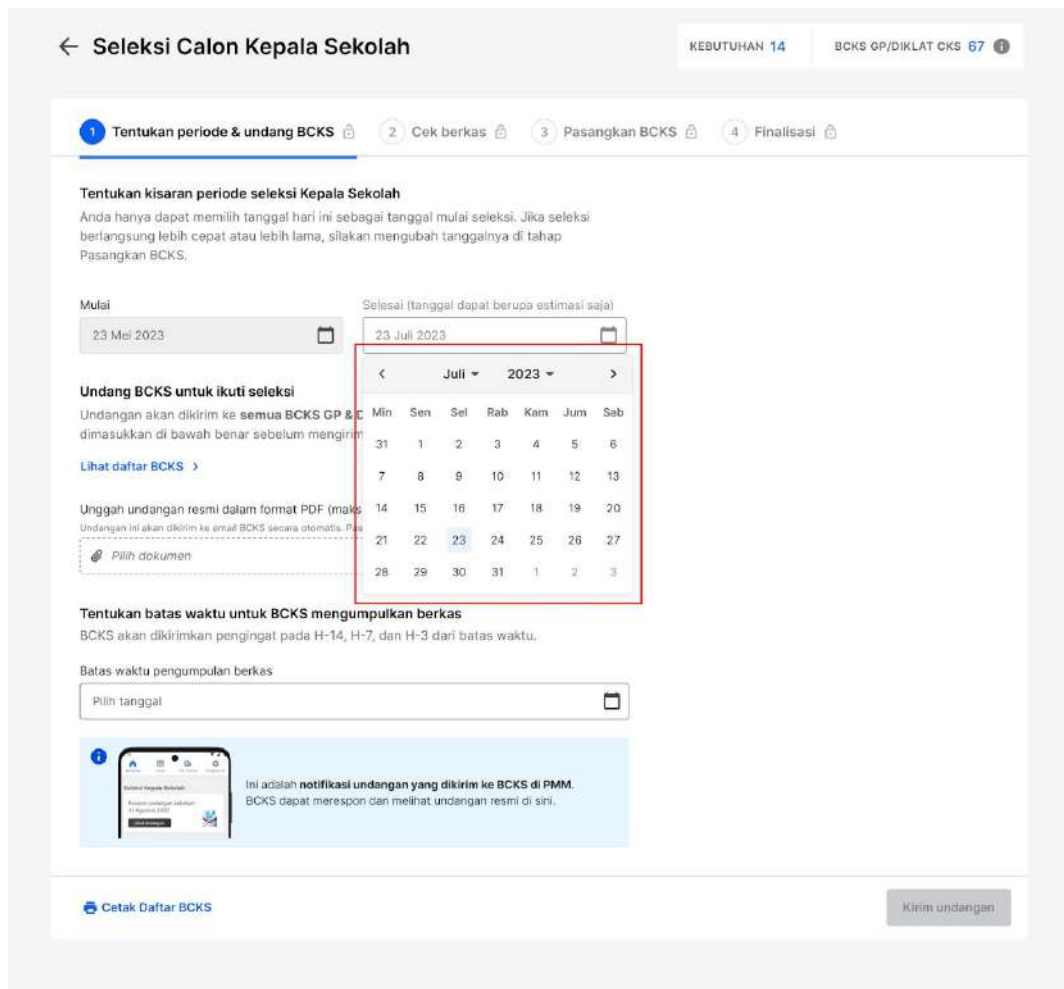 ← Seleksi Calon Kepala Sekolah
KEBUTUHAN 14
BCKS GP/DIKLAT CKS 67
1 Tentukan periode & undang BCKS
2 Cek berkas
3 Pasangkan BCKS
4 Finalisasi
Tentukan kisaran periode seleksi Kepala Sekolah
Anda hanya dapat memilih tanggal hari ini sebagai tanggal mulai seleksi. Jika seleksi
berlangsung lebih cepat atau lebih lama, silakan mengubah tanggalnya di tahap
Pasangkan BCKS.
Mulai
23 Mei 2023
Selesai (tanggal dapat berupa estimasi saja)
23 Juli 2023
< Juli 2023 >
Min Sen Sel Rab Kam Jum Sab
31 1 2 3 4 5 6
7 8 9 10 11 12 13
14 15 16 17 18 19 20
21 22 23 24 25 26 27
28 29 30 31 1 2 3
Undang BCKS untuk ikuti seleksi
Undangan akan dikirim ke semua BCKS GP &
dimasukkan di bawah benar sebelum mengirim
Lihat daftar BCKS >
Unggah undangan resmi dalam format PDF (maks
Undangan ini akan dikirim ke email BCKS secara otomatis.
Pilih dokumen
Tentukan batas waktu untuk BCKS mengumpulkan berkas
BCKS akan dikirimkan pengingat pada H-14, H-7, dan H-3 dari batas waktu.
Batas waktu pengumpulan berkas
Pilih tanggal
Seleksi Kepala Sekolah
Ini adalah notifikasi undangan yang dikirim ke BCKS di PMM.
BCKS dapat merespon dan melihat undangan resmi di sini.
Cetak Daftar BCKS
Kirim undangan